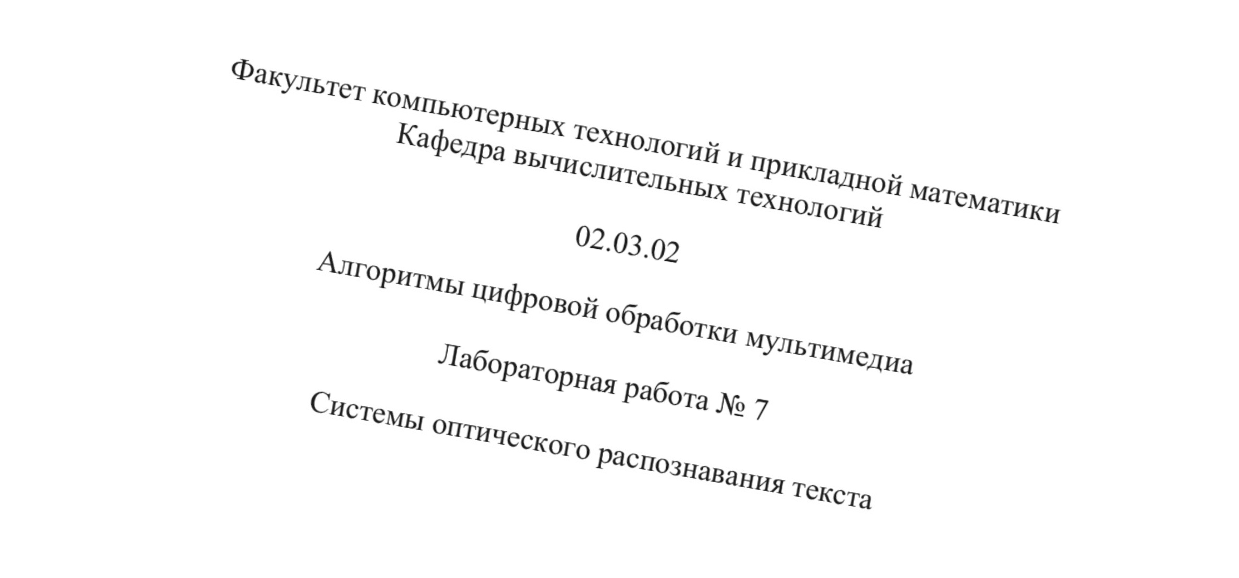 Факультет компьютерных технологий и прикладной математики
Кафедра вычислительных технологий
02.03.02
Алгоритмы цифровой обработки мультимедиа
Лабораторная работа № 7
Системы оптического распознавания текста